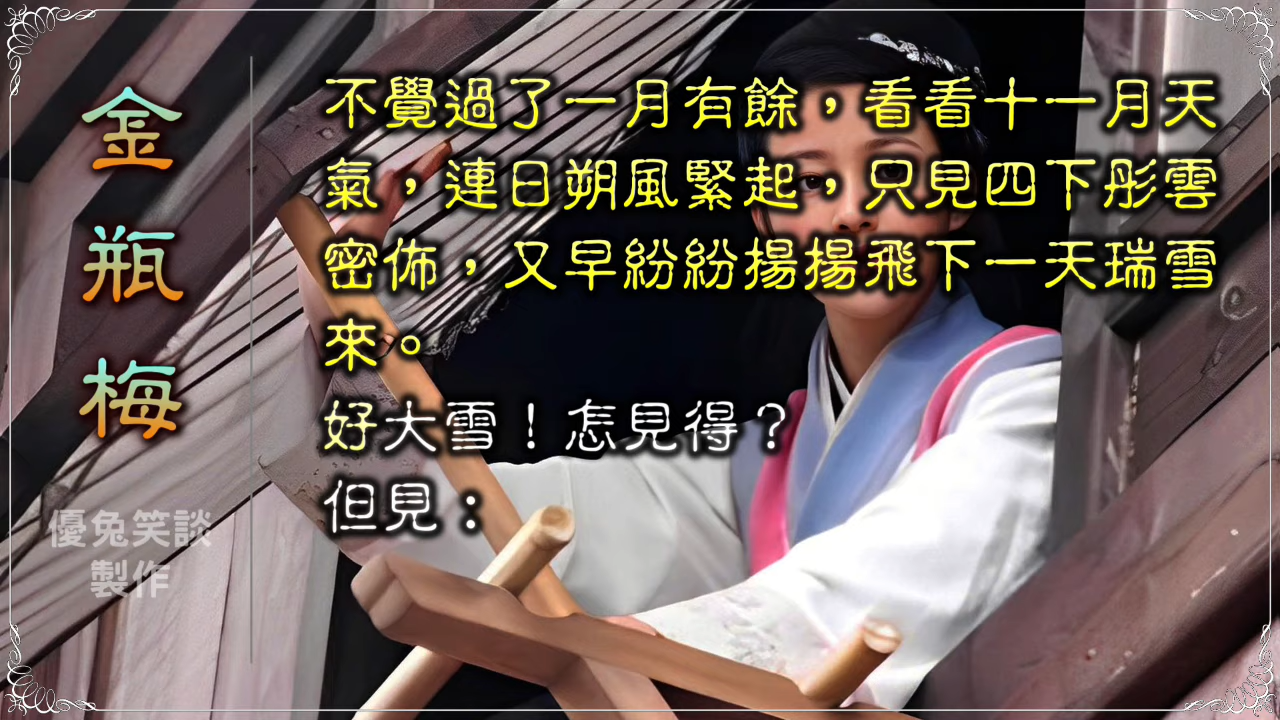 金瓶梅
不覺過了一月有餘，看看十一月天
氣，連日朔風緊起，只見四下彤雲
密佈，又早紛紛揚揚飛下一天瑞雪
來。
好大雪！怎見得？
但見：
優兔笑談
製作